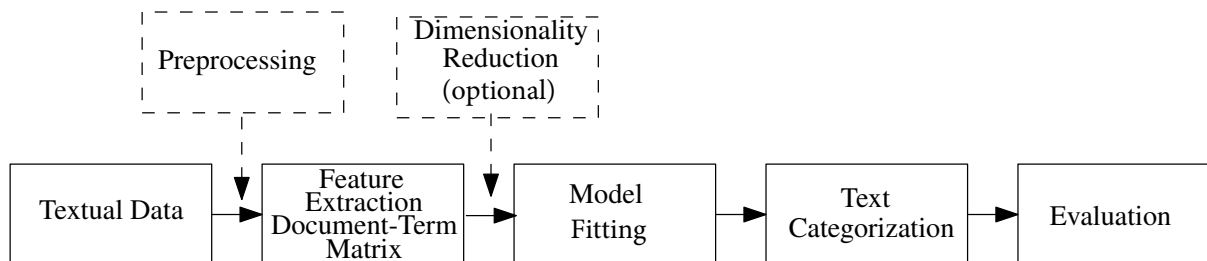 Preprocessing
Dimensionality
Reduction
(optional)
Textual Data
Feature
Extraction
Document-Term
Matrix
Model
Fitting
Text
Categorization
Evaluation